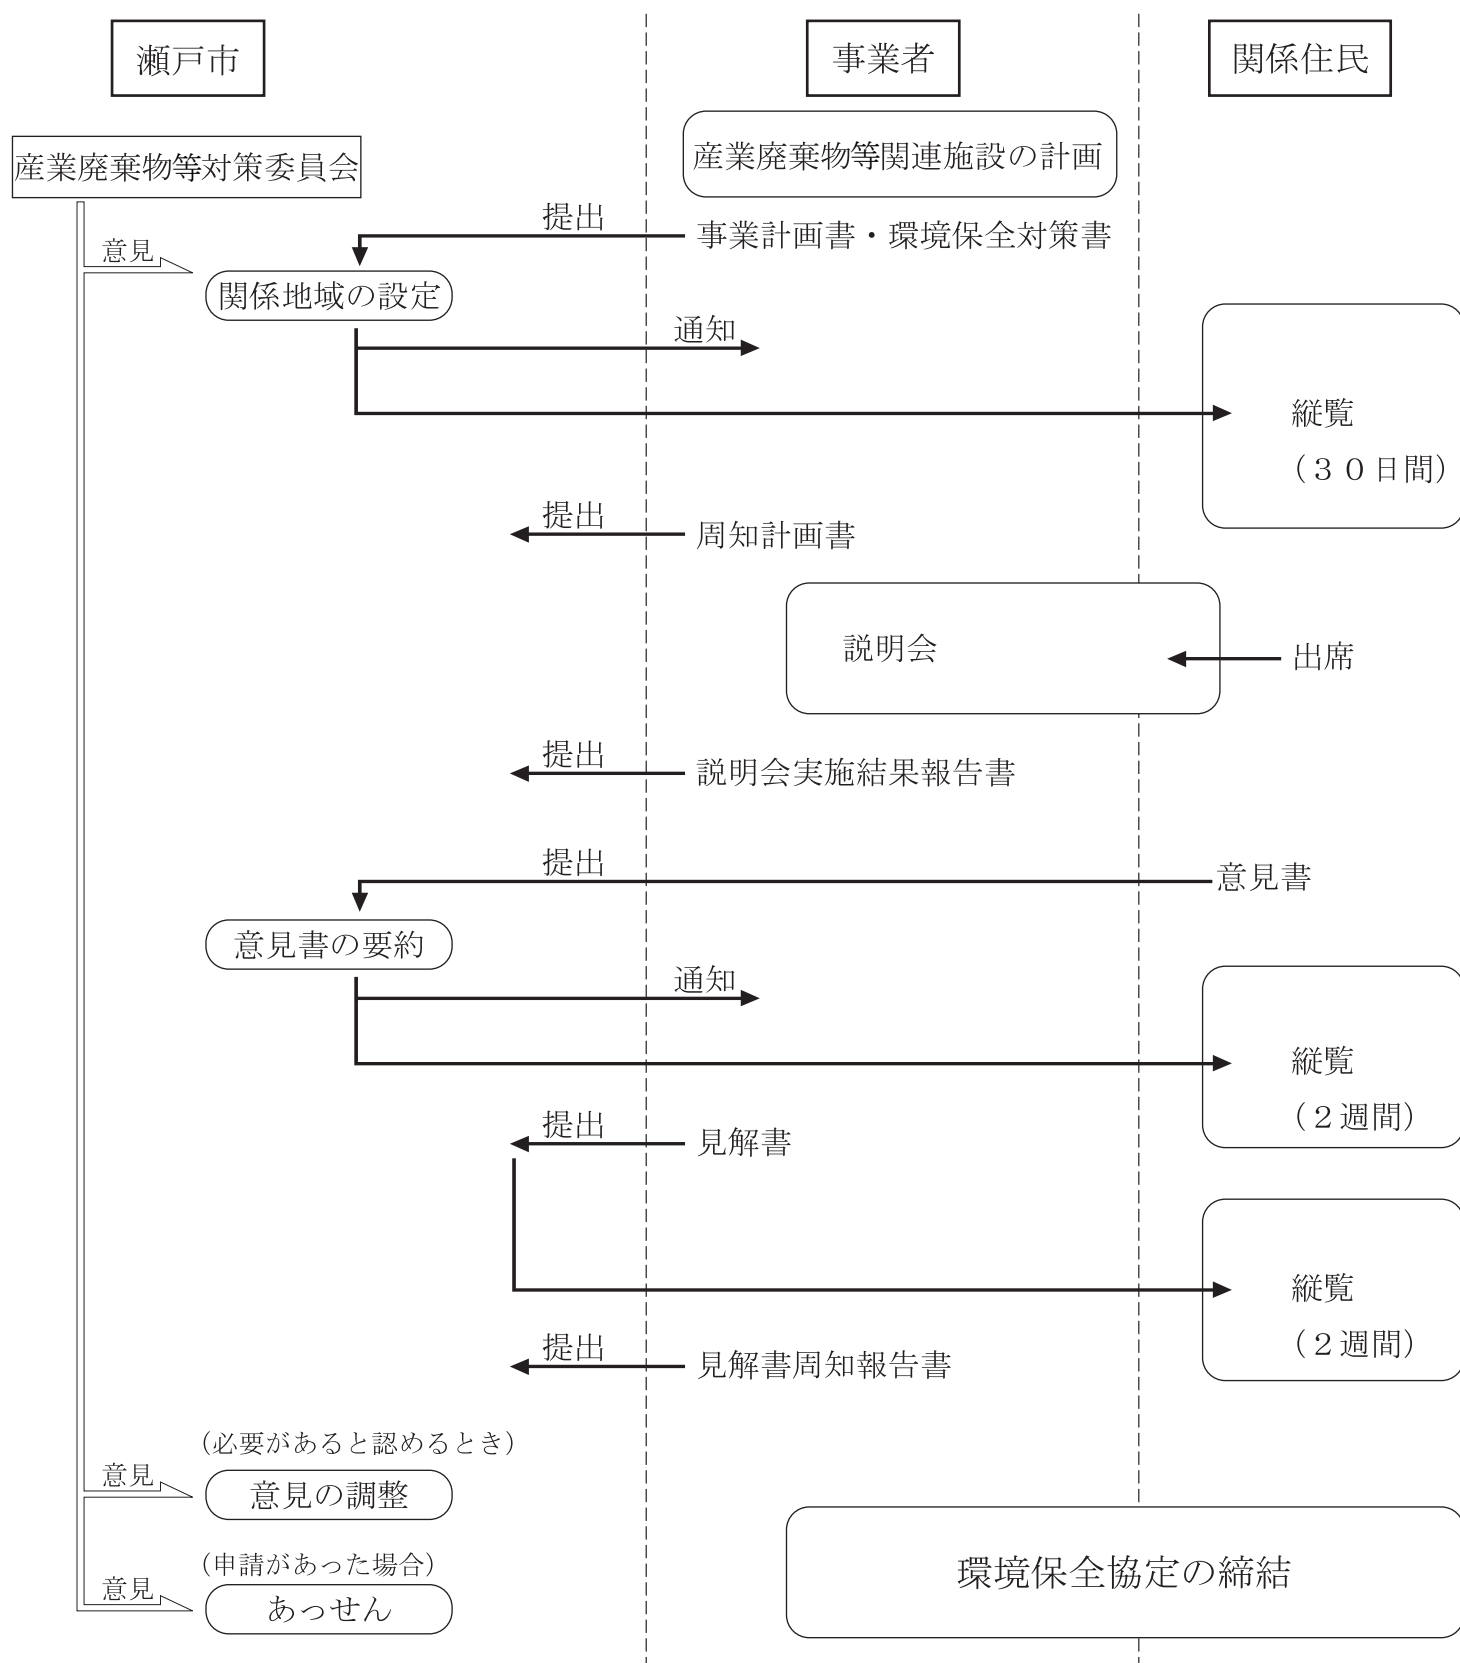 瀬戸市
事業者
関係住民
産業廃棄物等対策委員会
産業廃棄物等関連施設の計画
提出
事業計画書・環境保全対策書
意見
関係地域の設定
通知
縦覧
（３０日間）
提出
周知計画書
説明会
出席
提出
説明会実施結果報告書
提出
意見書
意見書の要約
通知
縦覧
（２週間）
提出
見解書
縦覧
（２週間）
提出
見解書周知報告書
（必要があると認めるとき）
意見
意見の調整
（申請があった場合）
意見
あっせん
環境保全協定の締結